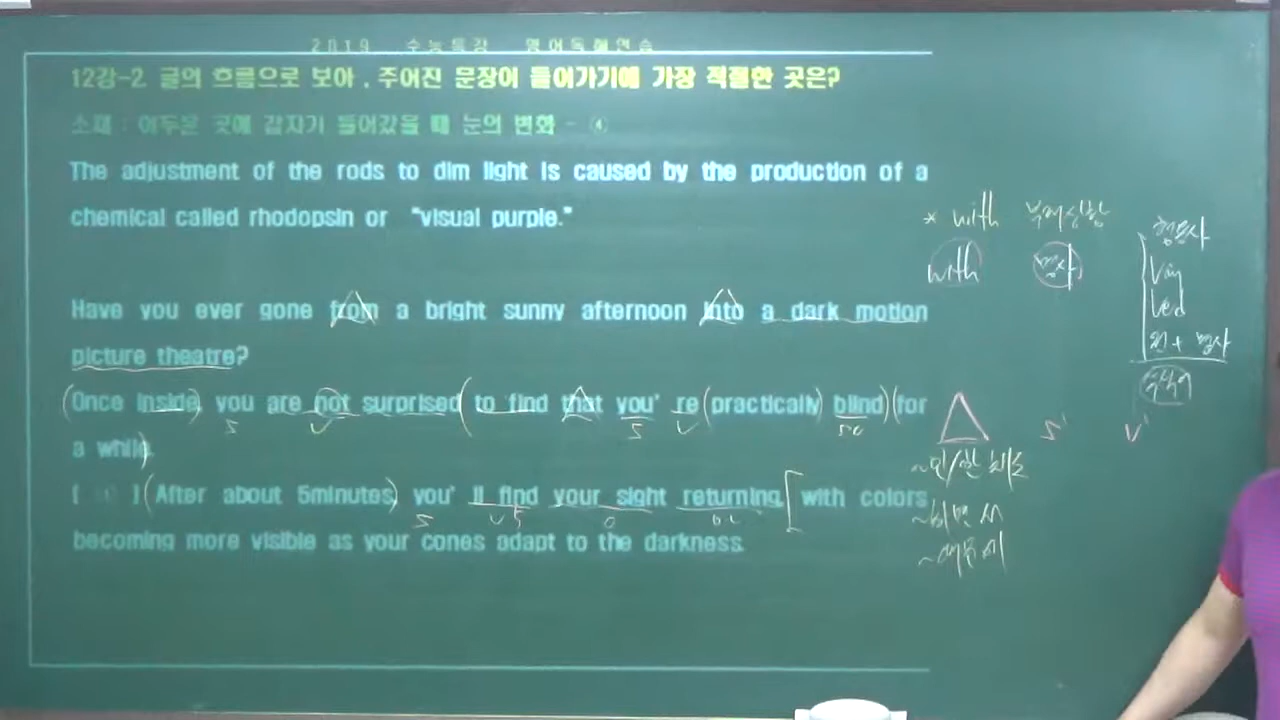 2019 수능특강 영어독해연습
12강-2 글의 흐름으로 보아 , 주어진 문장이 들어가기에 가장 적절한 곳은?
소재 : 어두운 곳에 갑자기 들어갔을 때 눈의 변화 - ④
The adjustment of the rods to dim light is caused by the production of a
chemical called rhodopsin or "visual purple."
Have you ever gone from a bright sunny afternoon into a dark motion
picture theatre?
(Once inside) you are not surprised (to find that you' re (practically) blind) (for
a while)
[ ] (After about 5minutes) you' ll find your sight returning [ with colors
becoming more visible as your cones adapt to the darkness.
S V S V SC
S V5 O OC
* with 부대상황
with 명사
형용사
Ving
Ved
전 + 명사
S' V'